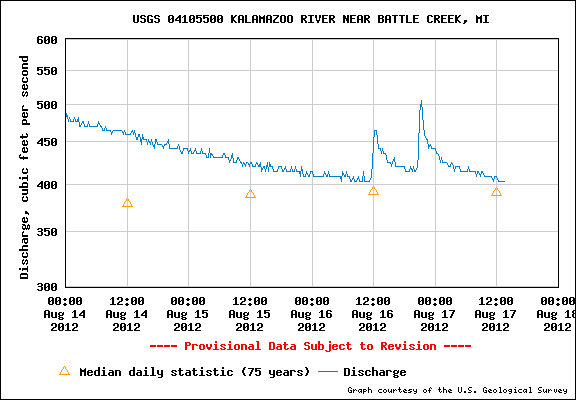 USGS 04105500 KALAMAZOO RIVER NEAR BATTLE CREEK, MI
Discharge, cubic feet per second
600
550
500
450
400
350
300
00:00 12:00 00:00 12:00 00:00 12:00 00:00 12:00 00:00
Aug 14 Aug 14 Aug 15 Aug 15 Aug 16 Aug 16 Aug 17 Aug 17 Aug 18
2012 2012 2012 2012 2012 2012 2012 2012 2012
---- Provisional Data Subject to Revision ----
Median daily statistic (75 years) Discharge
Graph courtesy of the U.S. Geological Survey